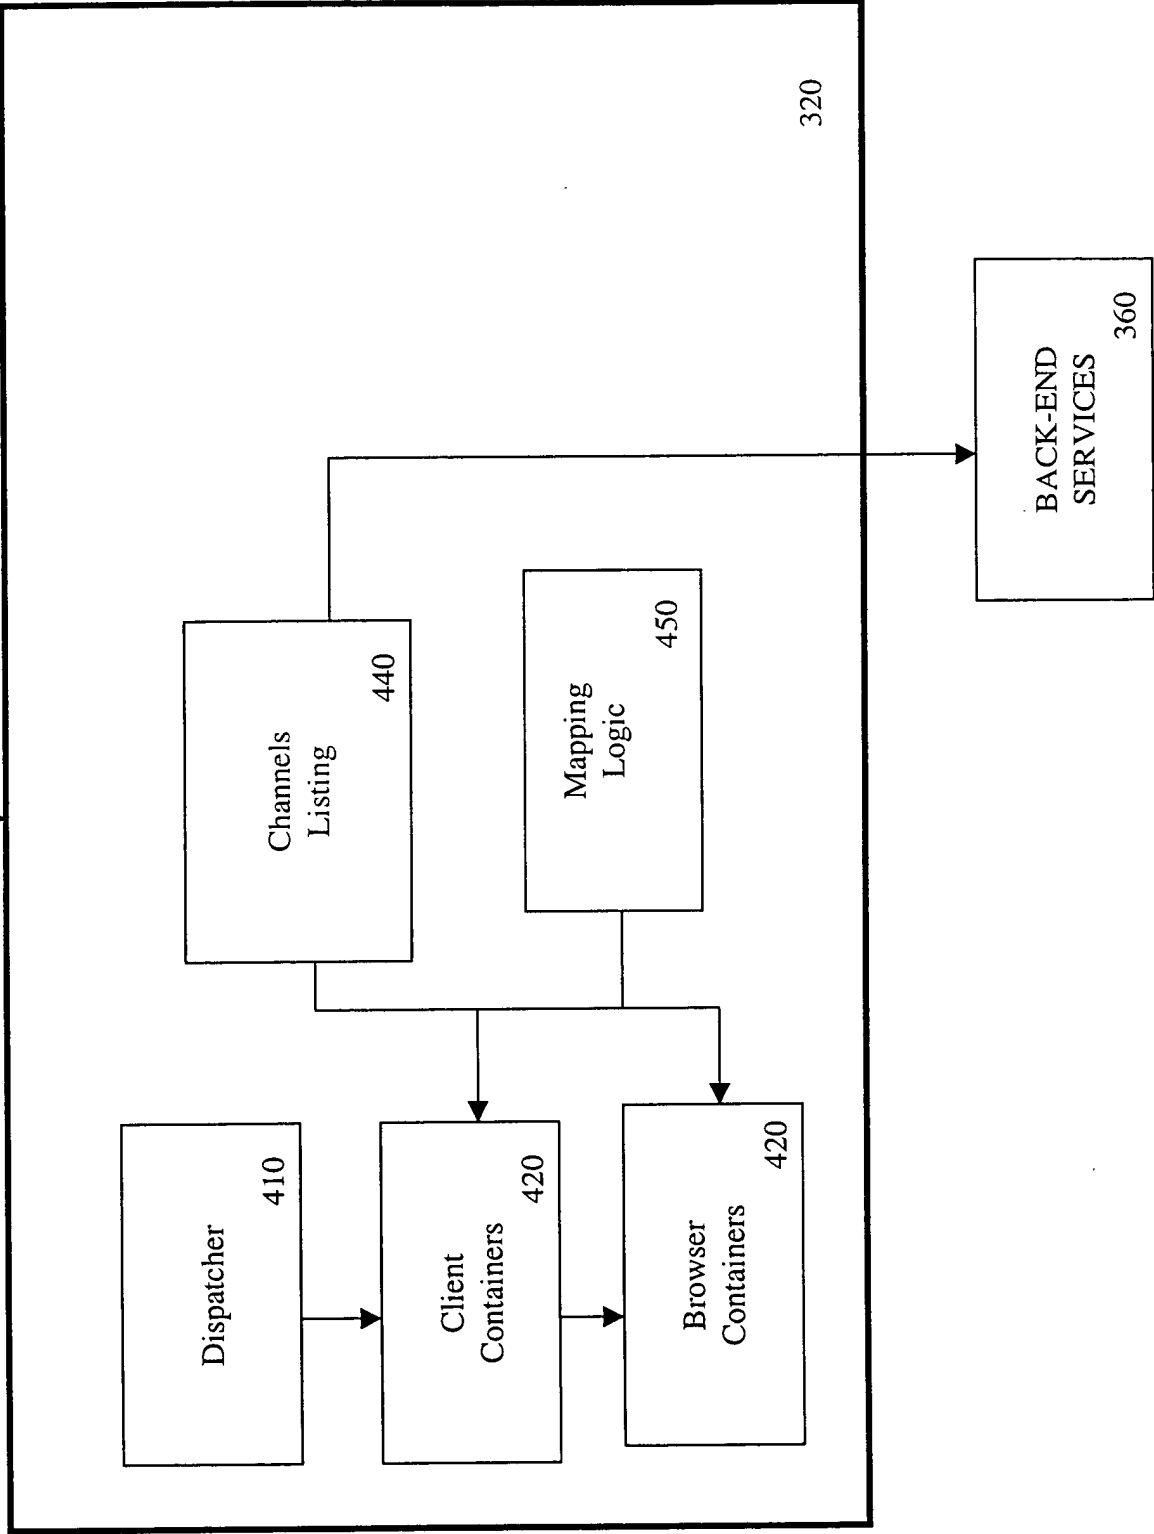 Dispatcher
410
Client
Containers
420
Browser
Containers
420
Channels
Listing
440
Mapping
Logic
450
320
BACK-END
SERVICES
360